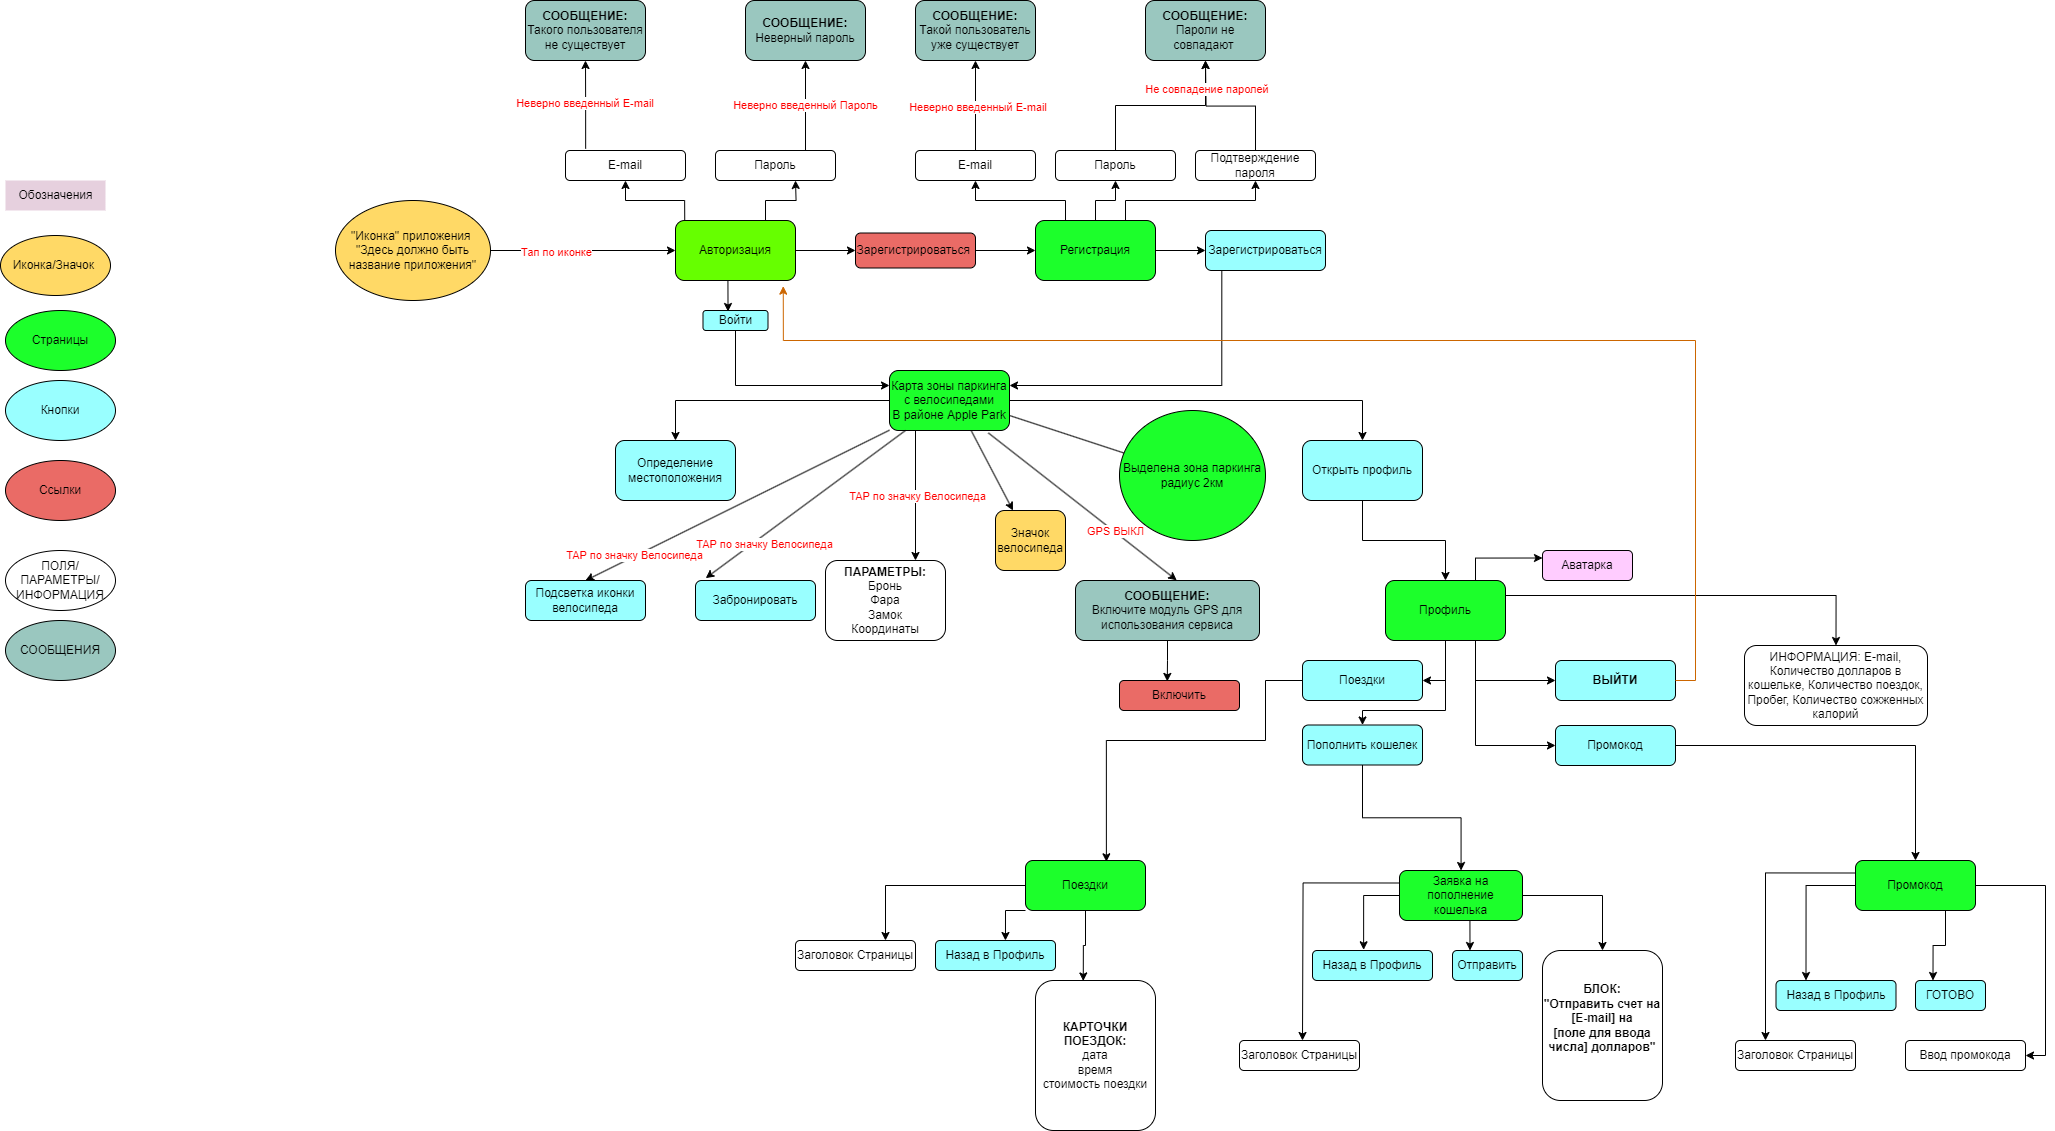 СООБЩЕНИЕ:
Такого пользователя
не существует
СООБЩЕНИЕ:
Неверный пароль
СООБЩЕНИЕ:
Такой пользователь
уже существует
СООБЩЕНИЕ:
Пароли не
совпадают
Неверно введенный E-mail
Неверно введенный Пароль
Неверно введенный E-mail
Не совпадение паролей
E-mail
Пароль
E-mail
Пароль
Подтверждение
пароля
Обозначения
Иконка/Значок
Страницы
Кнопки
Ссылки
ПОЛЯ/
ПАРАМЕТРЫ/
ИНФОРМАЦИЯ
СООБЩЕНИЯ
"Иконка" приложения
"Здесь должно быть
название приложения"
Тап по иконке
Авторизация
Зарегистрироваться
Регистрация
Зарегистрироваться
Войти
Карта зоны паркинга
с велосипедами
В районе Apple Park
Определение
местоположения
Выделена зона паркинга
радиус 2км
Открыть профиль
TAP по значку Велосипеда
TAP по значку Велосипеда
TAP по значку Велосипеда
GPS ВЫКЛ
Значок
велосипеда
Подсветка иконки
велосипеда
Забронировать
ПАРАМЕТРЫ:
Бронь
Фара
Замок
Координаты
СООБЩЕНИЕ:
Включите модуль GPS для
использования сервиса
Включить
Аватарка
Профиль
ИНФОРМАЦИЯ: E-mail,
Количество долларов в
кошельке, Количество поездок,
Пробег, Количество сожженных
калорий
Поездки
ВЫЙТИ
Пополнить кошелек
Промокод
Поездки
Заголовок Страницы
Назад в Профиль
КАРТОЧКИ
ПОЕЗДОК:
дата
время
стоимость поездки
Заявка на
пополнение
кошелька
Назад в Профиль
Отправить
Заголовок Страницы
БЛОК:
"Отправить счет на
[E-mail] на
[поле для ввода
числа] долларов"
Промокод
Назад в Профиль
ГОТОВО
Заголовок Страницы
Ввод промокода